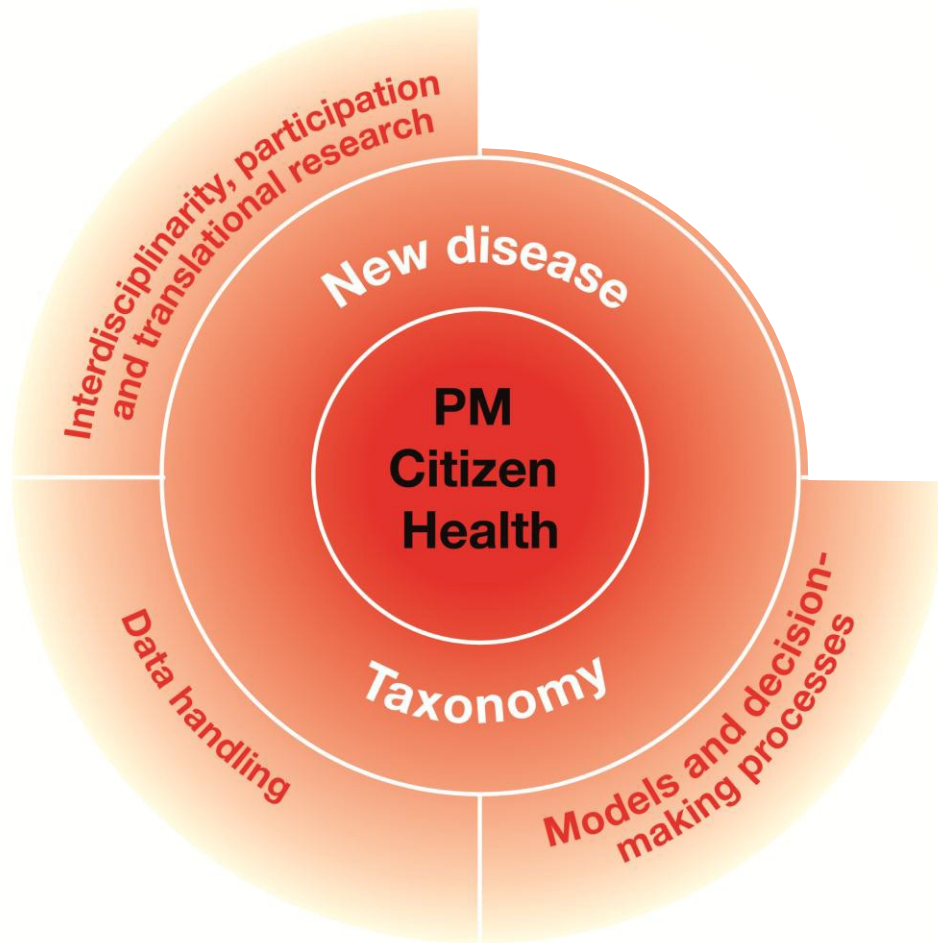 Interdisciplinarity, participation
and translational research
New disease
PM
Citizen
Health
Taxonomy
Data handling
Models and decision-
making processes